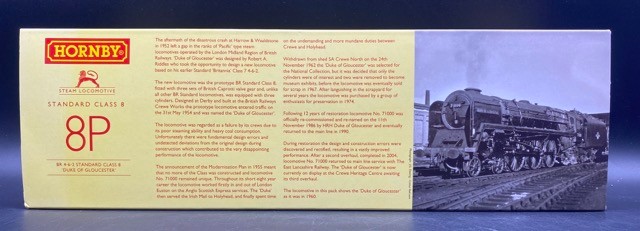 HORNBY
STEAM LOCOMOTIVE
STANDARD CLASS 8
8P
BR 4-6-2 STANDARD CLASS 8
'DUKE OF GLOUCESTER'
The aftermath of the disastrous crash at Harrow & Wealdstone
in 1952 left a gap in the ranks of 'Pacific' type steam
locomotives operated by the London Midland Region of British
Railways. 'Duke of Gloucester' was designed by Robert A.
Riddles who took the opportunity to design a new locomotive
based on his earlier Standard 'Britannia' Class 7 4-6-2.
The new locomotive was the prototype BR Standard Class 8,
fitted with three sets of British Caprotti valve gear and, unlike
all other BR Standard locomotives, was equipped with three
cylinders. Designed at Derby and built at the British Railways
Crewe Works the prototype locomotive entered traffic on
the 31st May 1954 and was named the 'Duke of Gloucester'.
The locomotive was regarded as a failure by its crews due to
its poor steaming ability and heavy coal consumption.
Unfortunately there were fundamental design errors and
undetected deviations from the original design during
construction which contributed to the very disappointing
performance of the locomotive.
The announcement of the Modernisation Plan in 1955 meant
that no more of the Class was constructed and locomotive
No. 71000 remained unique. Throughout its short eight year
career the locomotive worked firstly in and out of London
Euston on the Anglo Scottish Express services. The 'Duke'
then carried the Irish Mail to Holyhead, and finally spent time
on the undemanding and more mundane duties between
Crewe and Holyhead.
Withdrawn from shed 5A Crewe North on the 24th
November 1962 the 'Duke of Gloucester' was selected for
the National Collection, but it was decided that only the
cylinders were of interest and two were removed to become
museum exhibits, before the locomotive was eventually sold
for scrap in 1967. After languishing in the scrapyard for
several years the locomotive was purchased by a group of
enthusiasts for preservation in 1974.
Following 12 years of restoration locomotive No. 71000 was
officially re-commissioned and re-named on the 11th
November 1986 by HRH Duke of Gloucester and eventually
returned to the main line in 1990.
During restoration the design and construction errors were
discovered and rectified, resulting in a vastly improved
performance. After a second overhaul, completed in 2004,
locomotive No. 71000 returned to main line service with The
East Lancashire Railway. The 'Duke of Gloucester' is now
currently on display at the Crewe Heritage Centre awaiting
its third overhaul.
The locomotive in this pack shows the 'Duke of Gloucester'
as it was in 1960.